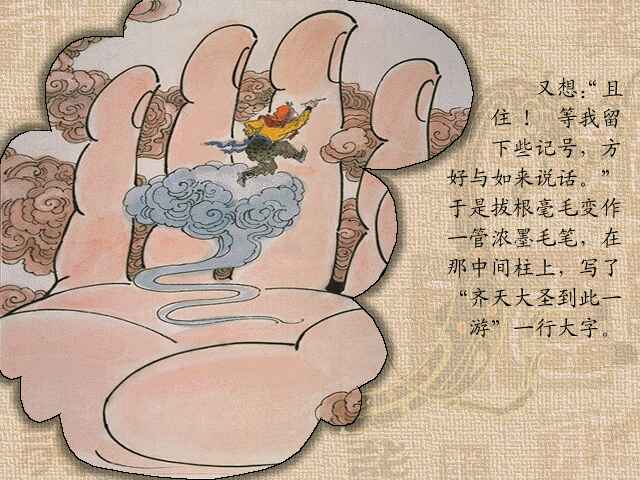 又想：“且
住！ 等我留
下些记号，方
好与如来说话。”
于是拔根毫毛变作
一管浓墨毛笔，在
那中间柱上，写了
“齐天大圣到此一
游”一行大字。